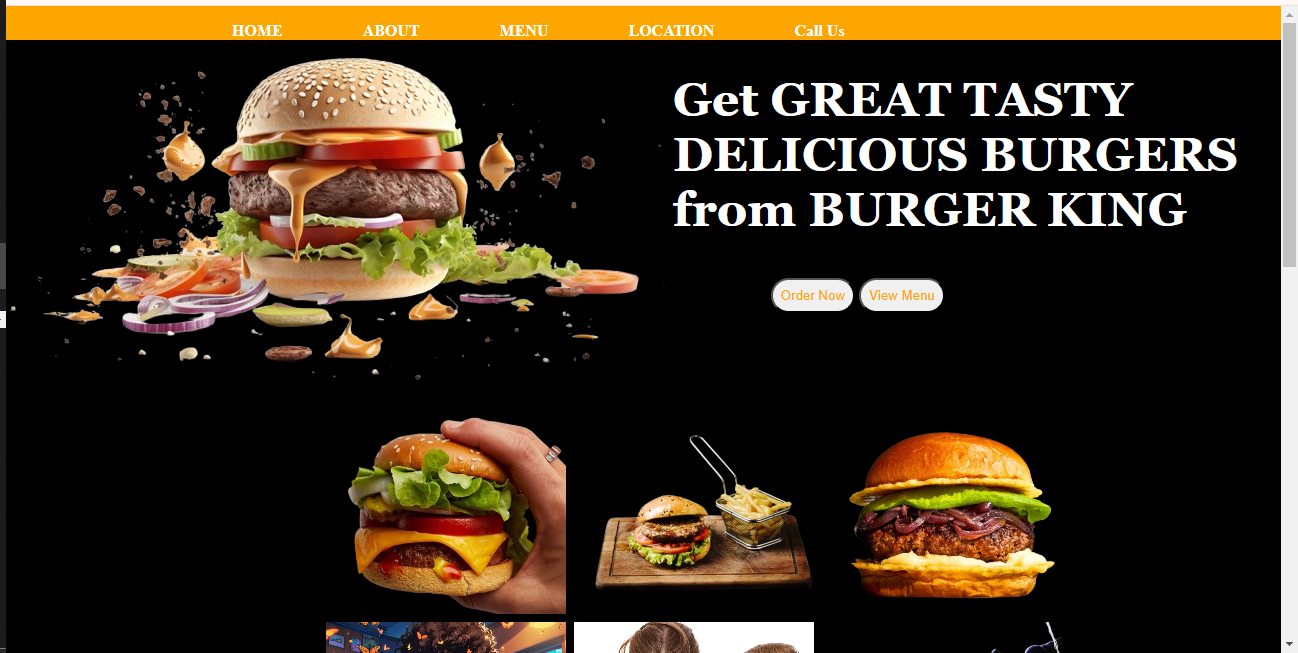 HOME ABOUT MENU LOCATION Call Us
Get GREAT TASTY
DELICIOUS BURGERS
from BURGER KING
Order Now View Menu